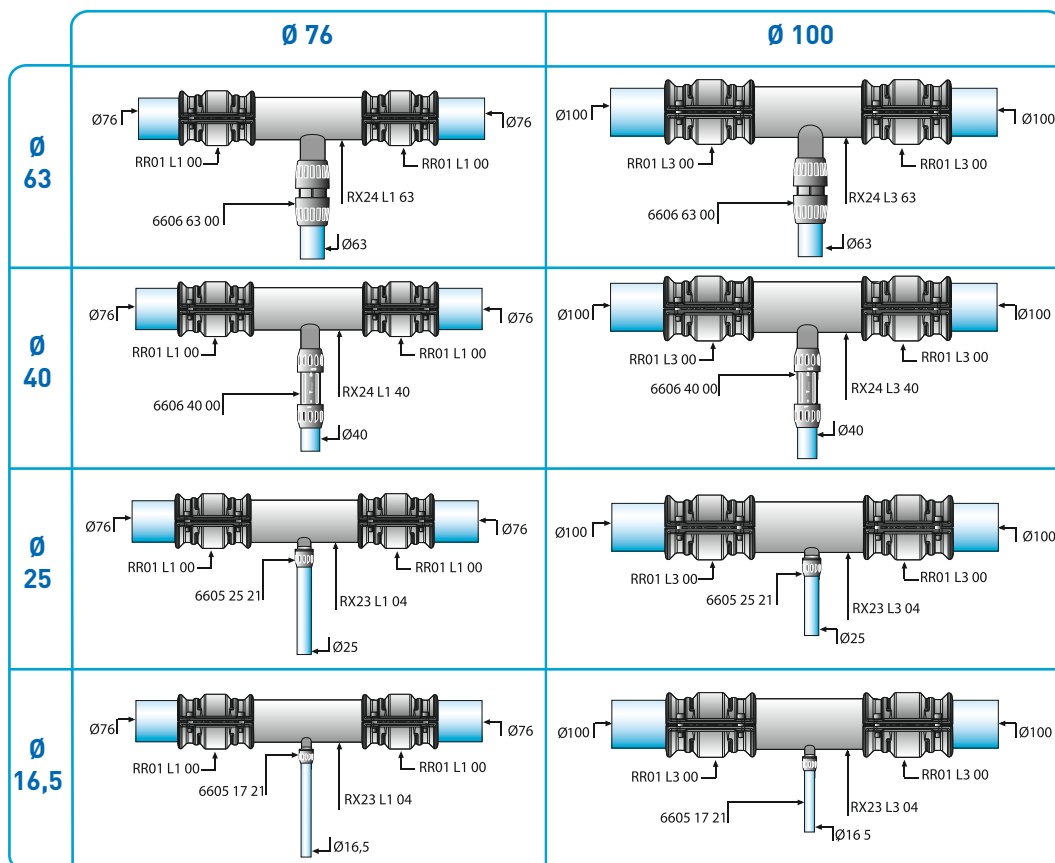 Ø 76
Ø 100
Ø
63
Ø76
Ø76
RR01 L1 00
RR01 L1 00
RX24 L1 63
6606 63 00
Ø63
Ø100
Ø100
RR01 L3 00
RR01 L3 00
RX24 L3 63
6606 63 00
Ø63
Ø
40
Ø76
Ø76
RR01 L1 00
RR01 L1 00
RX24 L1 40
6606 40 00
Ø40
Ø100
Ø100
RR01 L3 00
RR01 L3 00
RX24 L3 40
6606 40 00
Ø40
Ø
25
Ø76
Ø76
RR01 L1 00
RR01 L1 00
6605 25 21
RX23 L1 04
Ø25
Ø100
Ø100
RR01 L3 00
RR01 L3 00
6605 25 21
RX23 L3 04
Ø25
Ø
16,5
Ø76
Ø76
RR01 L1 00
RR01 L1 00
6605 17 21
RX23 L1 04
Ø16,5
Ø100
Ø100
RR01 L3 00
RR01 L3 00
6605 17 21
RX23 L3 04
Ø16 5